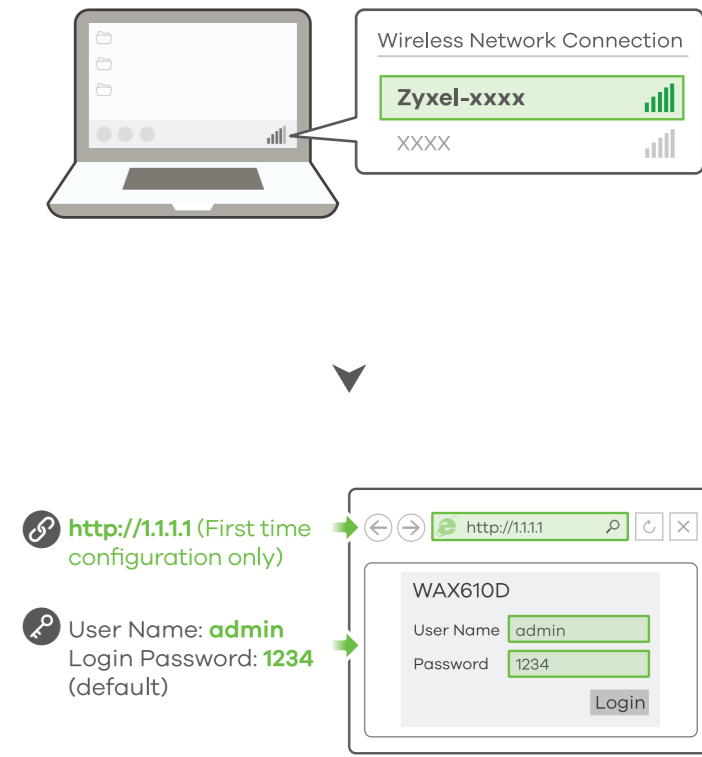 Wireless Network Connection
Zyxel-xxxx
XXXX
http://1.1.1.1 (First time
configuration only)
http://1.1.1.1
User Name: admin
Login Password: 1234
(default)
WAX610D
User Name admin
Password 1234
Login